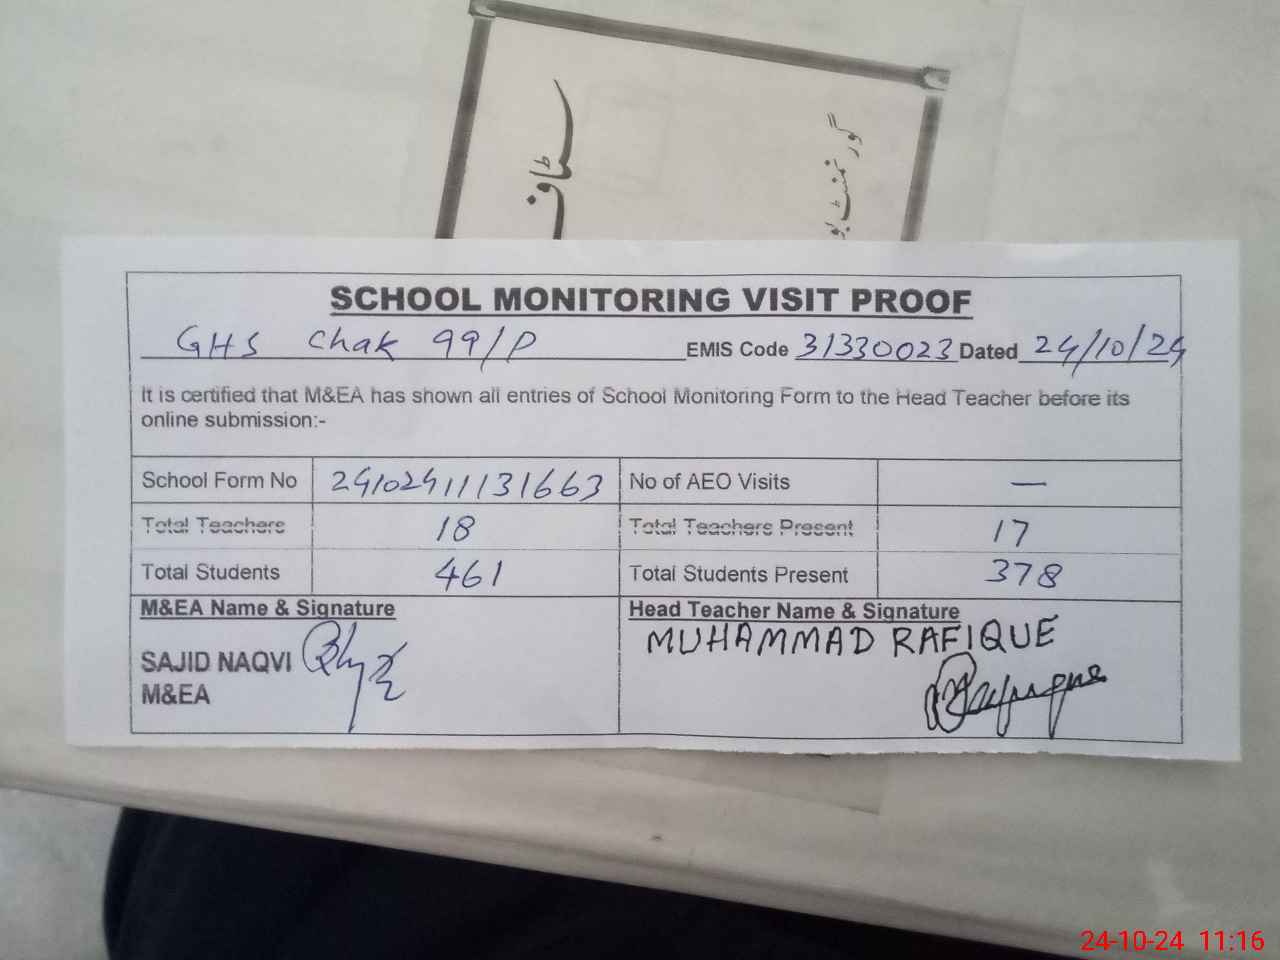 سٹاف
گورنمنٹ
SCHOOL MONITORING VISIT PROOF
GHS Chak 99/P EMIS Code 31330023 Dated 24/10/24
It is certified that M&EA has shown all entries of School Monitoring Form to the Head Teacher before its
online submission:-
School Form No 24102411131663 No of AEO Visits —
Total Teachers 18 Total Teachers Present 17
Total Students 461 Total Students Present 378
M&EA Name & Signature Head Teacher Name & Signature
MUHAMMAD RAFIQUE
SAJID NAQVI
M&EA
24-10-24 11:16